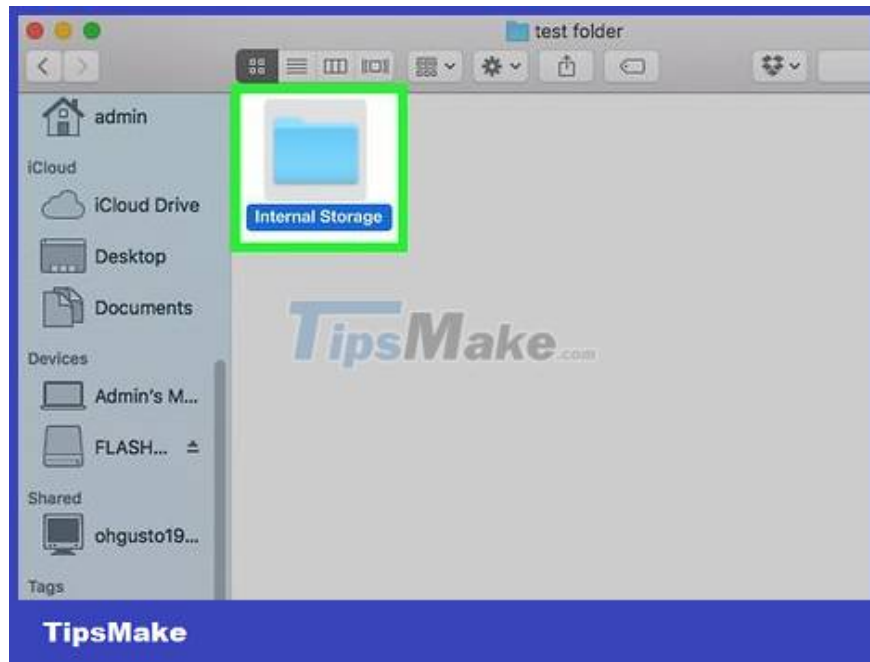 test folder
admin
iCloud
iCloud Drive
Desktop
Documents
Devices
Admin's M...
FLASH...
Shared
ohgusto19...
Tags
Internal Storage
TipsMake.com
TipsMake